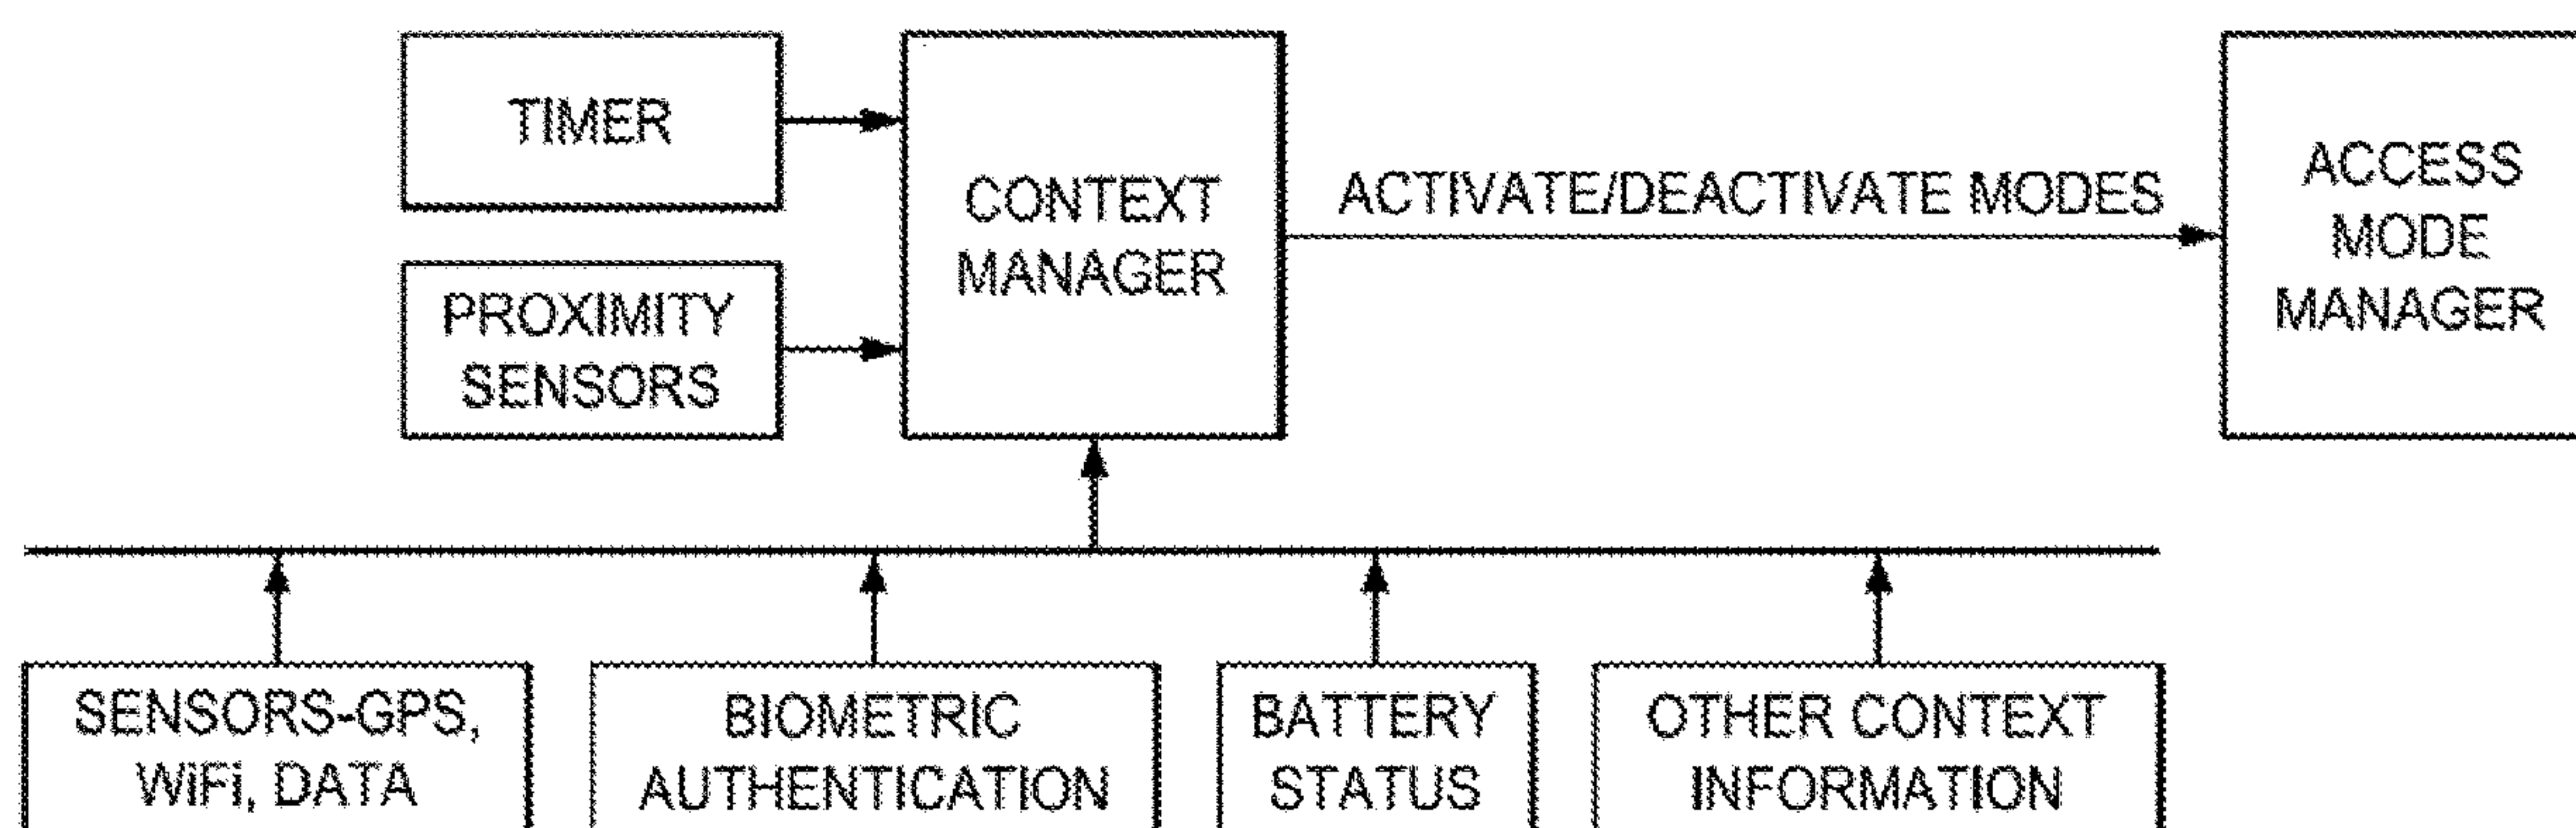 TIMER
PROXIMITY
SENSORS
CONTEXT
MANAGER
ACTIVATE/DEACTIVATE MODES
ACCESS
MODE
MANAGER
SENSORS-GPS,
WiFi, DATA
BIOMETRIC
AUTHENTICATION
BATTERY
STATUS
OTHER CONTEXT
INFORMATION